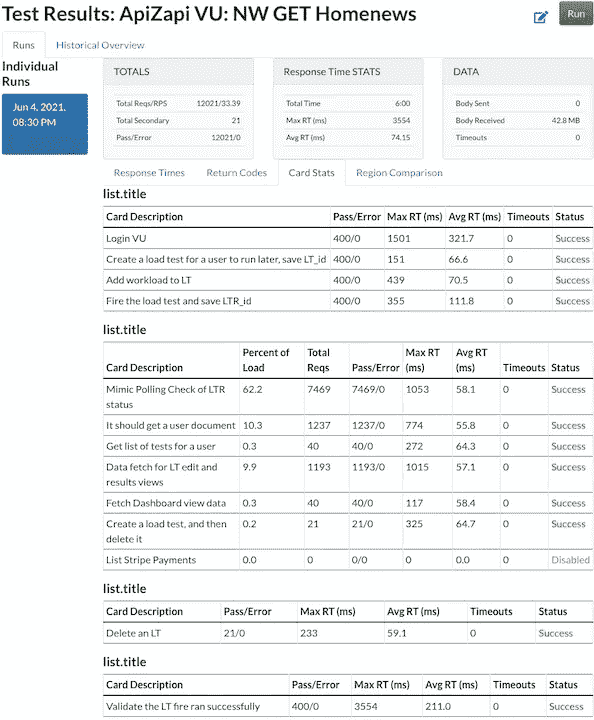 Test Results: ApiZapi VU: NW GET Homenews
Run
Runs
Historical Overview
Individual
Runs
Jun 4, 2021,
08:30 PM
TOTALS
Total Reqs/RPS 12021/33.39
Total Secondary 21
Pass/Error 12021/0
Response Time STATS
Total Time 6:00
Max RT (ms) 3554
Avg RT (ms) 74.15
DATA
Body Sent 0
Body Received 42.8 MB
Timeouts 0
Response Times Return Codes Card Stats Region Comparison
list.title
Card Description Pass/Error Max RT (ms) Avg RT (ms) Timeouts Status
Login VU 400/0 1501 321.7 0 Success
Create a load test for a user to run later, save LT_id 400/0 151 66.6 0 Success
Add workload to LT 400/0 439 70.5 0 Success
Fire the load test and save LTR_id 400/0 355 111.8 0 Success
list.title
Percent of Total Max RT Avg RT
Card Description Load Reqs Pass/Error (ms) (ms) Timeouts Status
Mimic Polling Check of LTR 62.2 7469 7469/0 1053 58.1 0 Success
status
It should get a user document 10.3 1237 1237/0 774 55.8 0 Success
Get list of tests for a user 0.3 40 40/0 272 64.3 0 Success
Data fetch for LT edit and 9.9 1193 1193/0 1015 57.1 0 Success
results views
Fetch Dashboard view data 0.3 40 40/0 117 58.4 0 Success
Create a load test, and then 0.2 21 21/0 325 64.7 0 Success
delete it
List Stripe Payments 0.0 0 0/0 0 0.0 0 Disabled
list.title
Card Description Pass/Error Max RT (ms) Avg RT (ms) Timeouts Status
Delete an LT 21/0 233 59.1 0 Success
list.title
Card Description Pass/Error Max RT (ms) Avg RT (ms) Timeouts Status
Validate the LT fire ran successfully 400/0 3554 211.0 0 Success